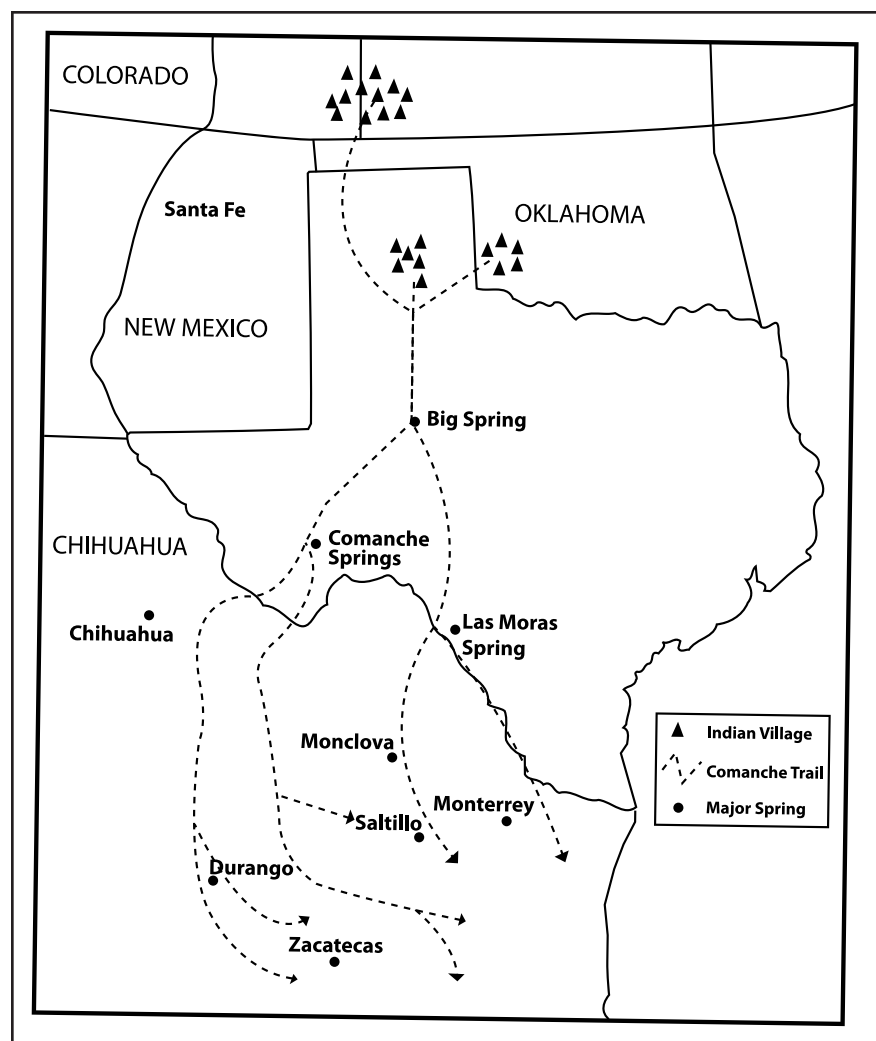 COLORADO
Santa Fe
OKLAHOMA
NEW MEXICO
Big Spring
Comanche
Springs
CHIHUAHUA
Chihuahua
Las Moras
Spring
Monclova
Monterrey
Saltillo
Durango
Zacatecas
Indian Village
Comanche Trail
Major Spring